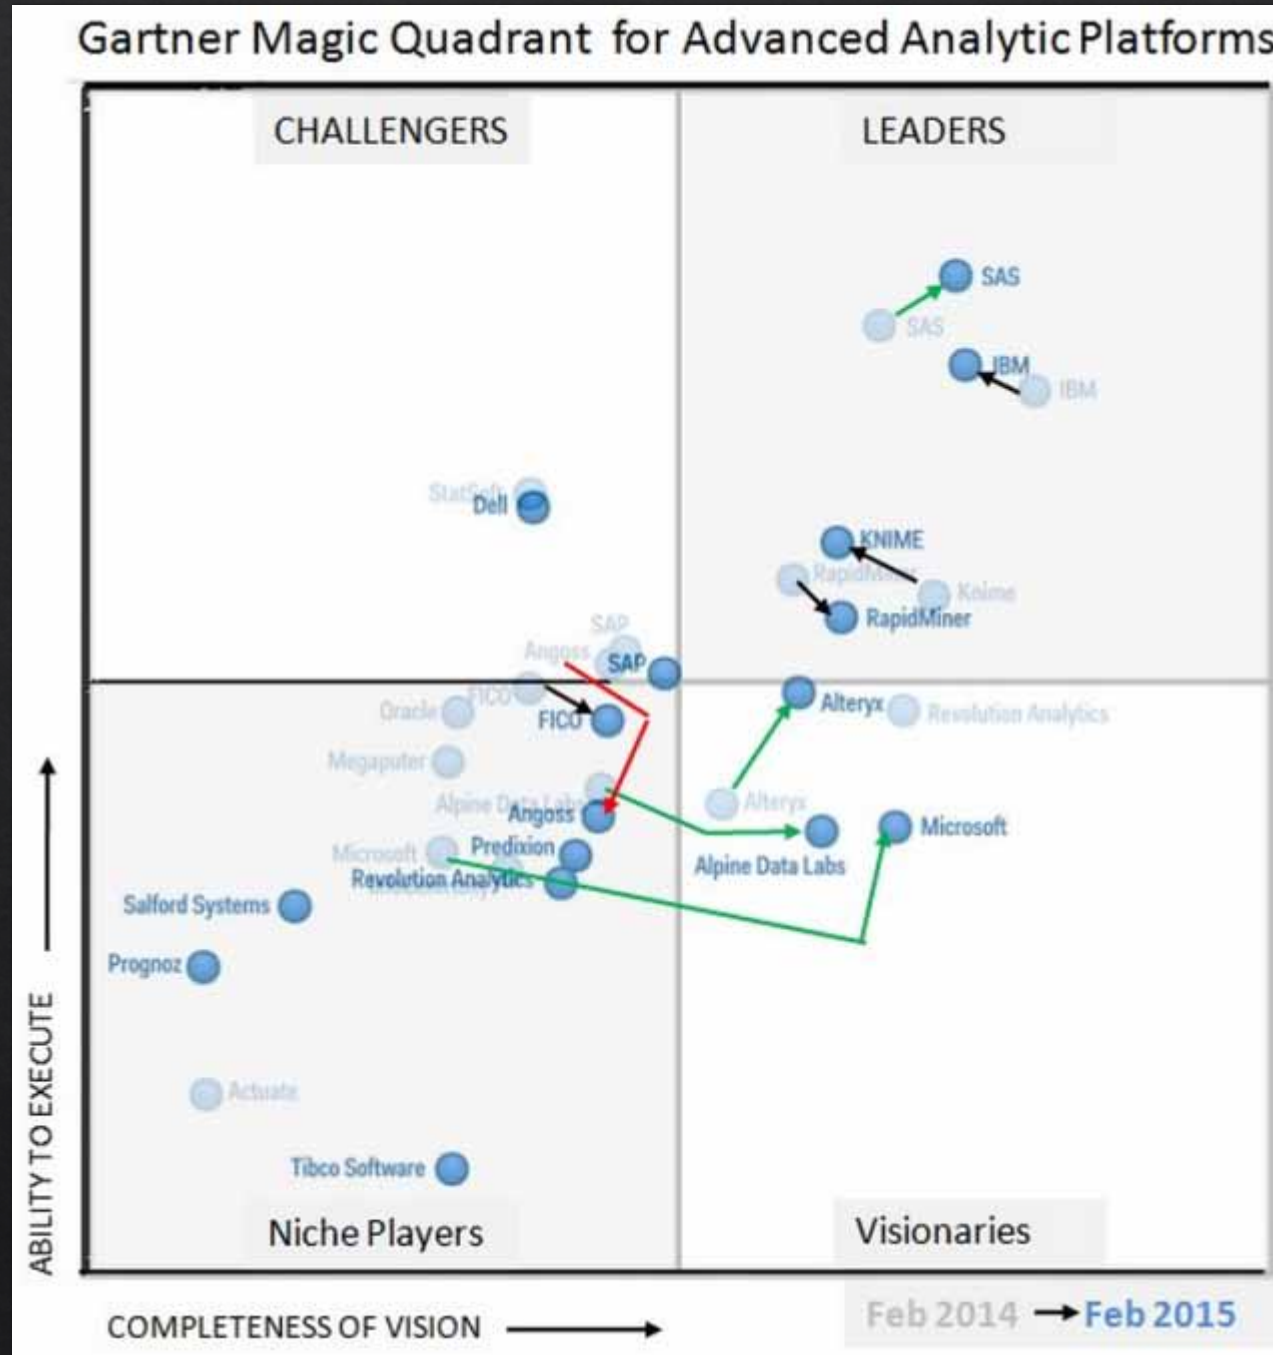 Gartner Magic Quadrant for Advanced Analytic Platforms
CHALLENGERS
LEADERS
SAS
SAS
IBM
IBM
StatSoft
Dell
KNIME
RapidMiner
Knime
RapidMiner
SAP
Angoss
SAP
FICO
Oracle
FICO
Alteryx
Revolution Analytics
Megaputer
Alpine Data Labs
Angoss
Alteryx
Microsoft
Microsoft
Predixion
Alpine Data Labs
Revolution Analytics
Salford Systems
Prognoz
Actuate
Tibco Software
Niche Players
Visionaries
ABILITY TO EXECUTE
COMPLETENESS OF VISION
Feb 2014
Feb 2015